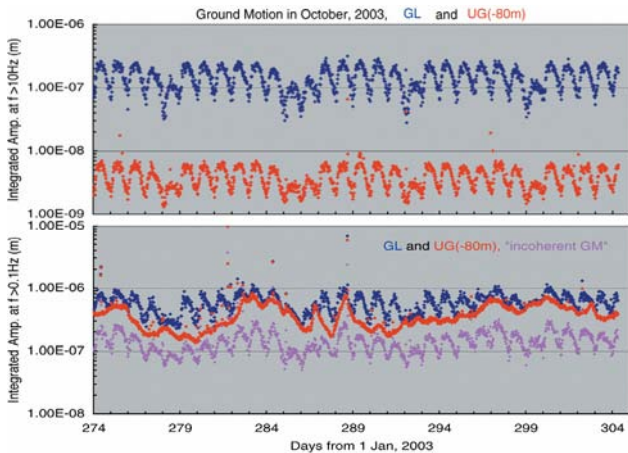 Ground Motion in October, 2003, GL and UG(-80m)
Integrated Amp. at f >10Hz (m)
1.00E-06
1.00E-07
1.00E-08
1.00E-09
Integrated Amp. at f >0.1Hz (m)
1.00E-05
GL and UG(-80m), "incoherent GM"
1.00E-06
1.00E-07
1.00E-08
274 279 284 289 294 299 304
Days from 1 Jan, 2003